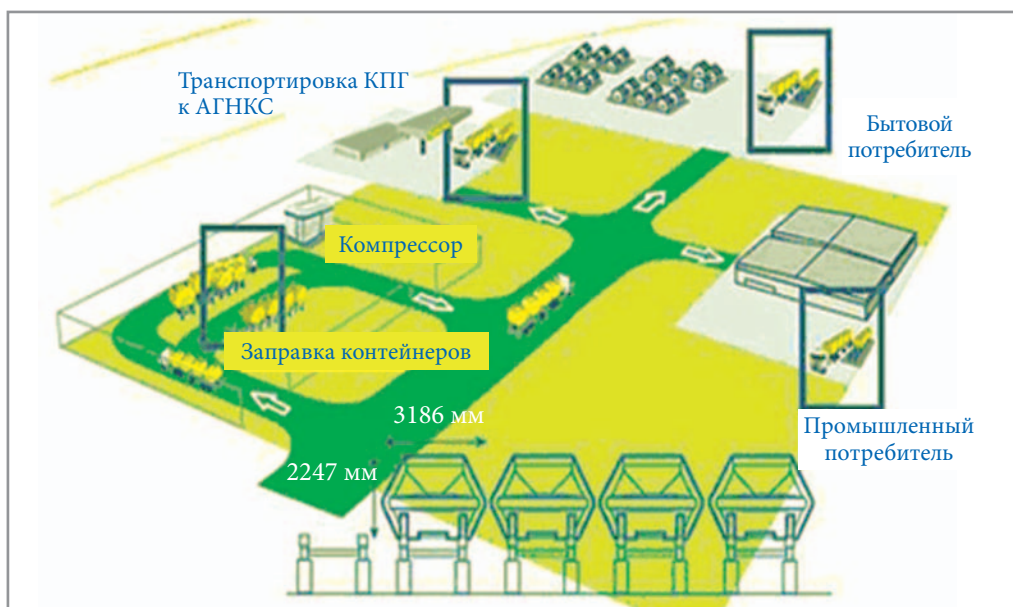 Транспортировка КПГ
к АГНКС
Бытовой
потребитель
Компрессор
Заправка контейнеров
3186 мм
Промышленный
потребитель
2247 мм